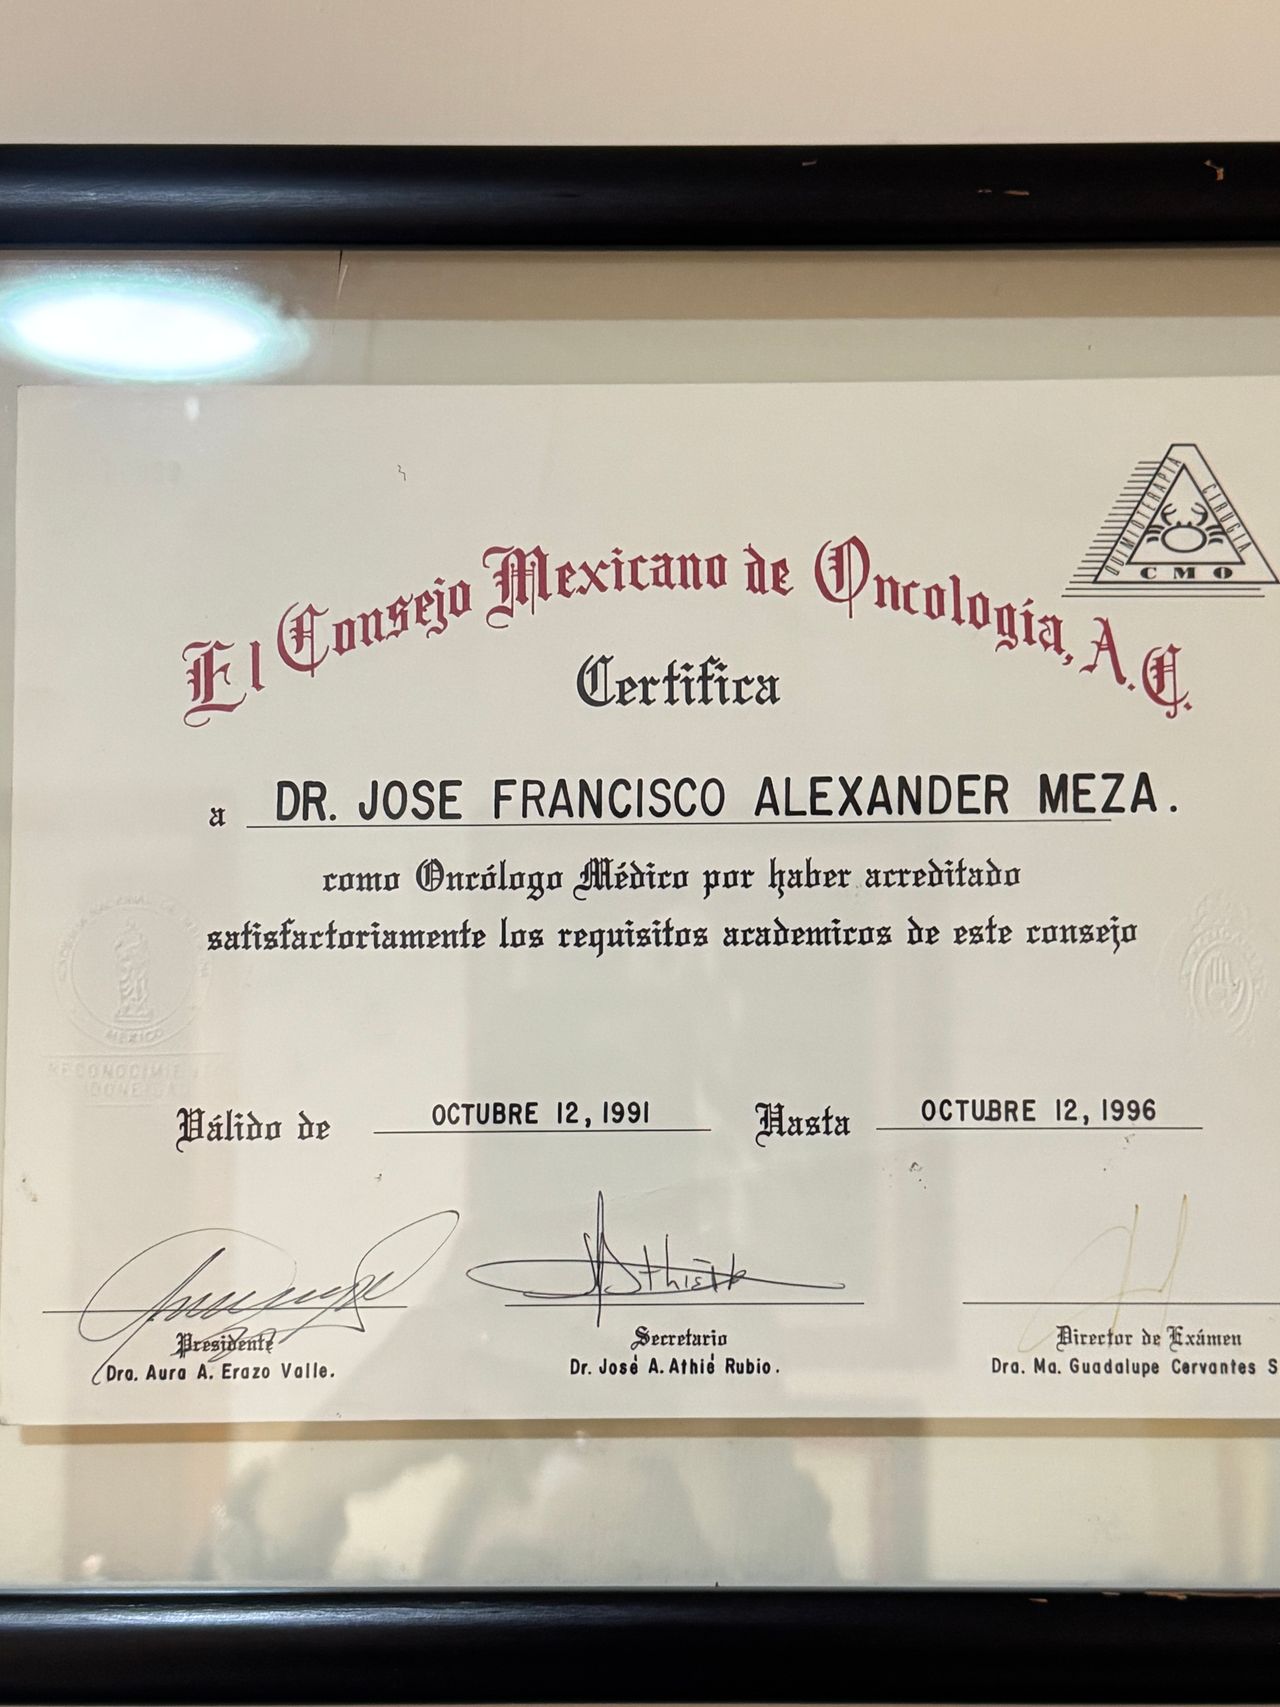 QUIMIOTERAPIA
CIRUGIA
CMO
El Consejo Mexicano de Oncología, A.C.
Certifica
a DR. JOSE FRANCISCO ALEXANDER MEZA.
como Oncólogo Médico por haber acreditado
satisfactoriamente los requisitos academicos de este consejo
MEXICO
RECONOCIMIE
Válido de OCTUBRE 12, 1991 Hasta OCTUBRE 12, 1996
Presidente
Dra. Aura A. Erazo Valle.
Secretario
Dr. José A. Athié Rubio.
Director de Exámen
Dra. Ma. Guadalupe Cervantes S